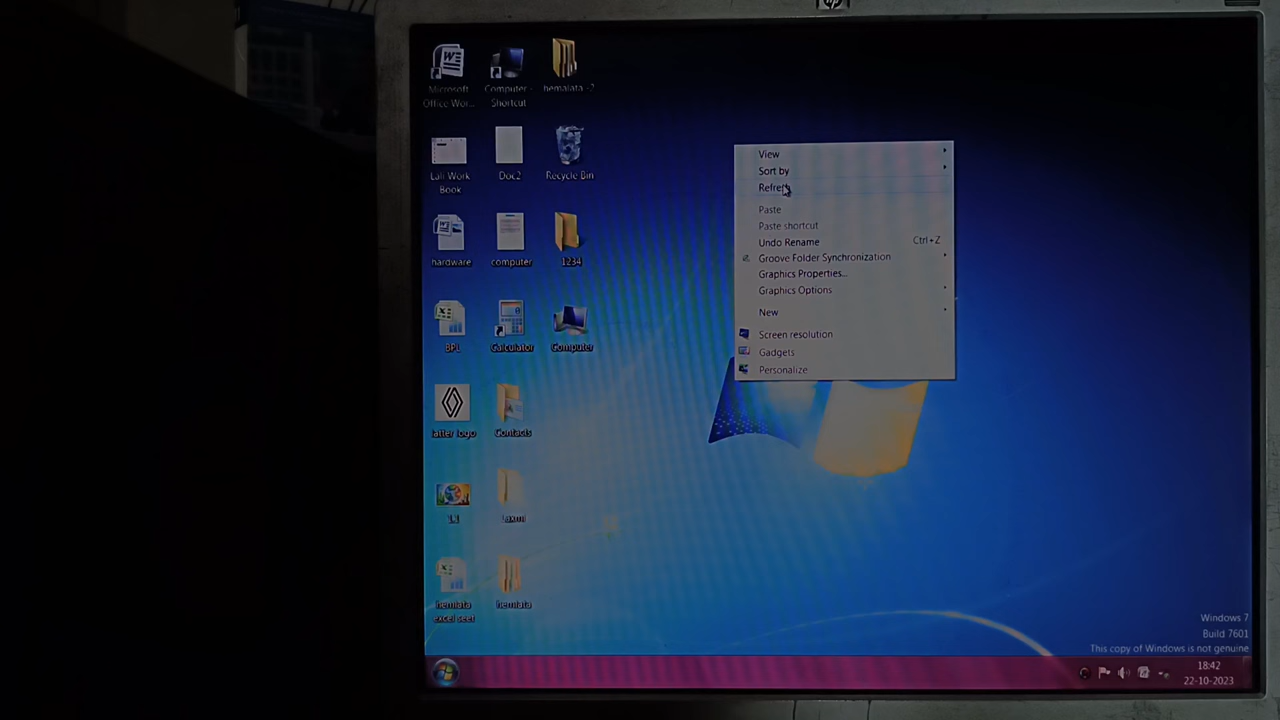 hp
Microsoft
Office Wor...
Computer -
Shortcut
hemalata -2
Lali Work
Book
Doc2
Recycle Bin
hardware
computer
1234
BPL
Calculator
Computer
latter logo
Contacts
laxmi
hemlata
excel seet
hemlata
View
Sort by
Refresh
Paste
Paste shortcut
Undo Rename Ctrl+Z
Groove Folder Synchronization
Graphics Properties...
Graphics Options
New
Screen resolution
Gadgets
Personalize
Windows 7
Build 7601
This copy of Windows is not genuine
18:42
22-10-2023